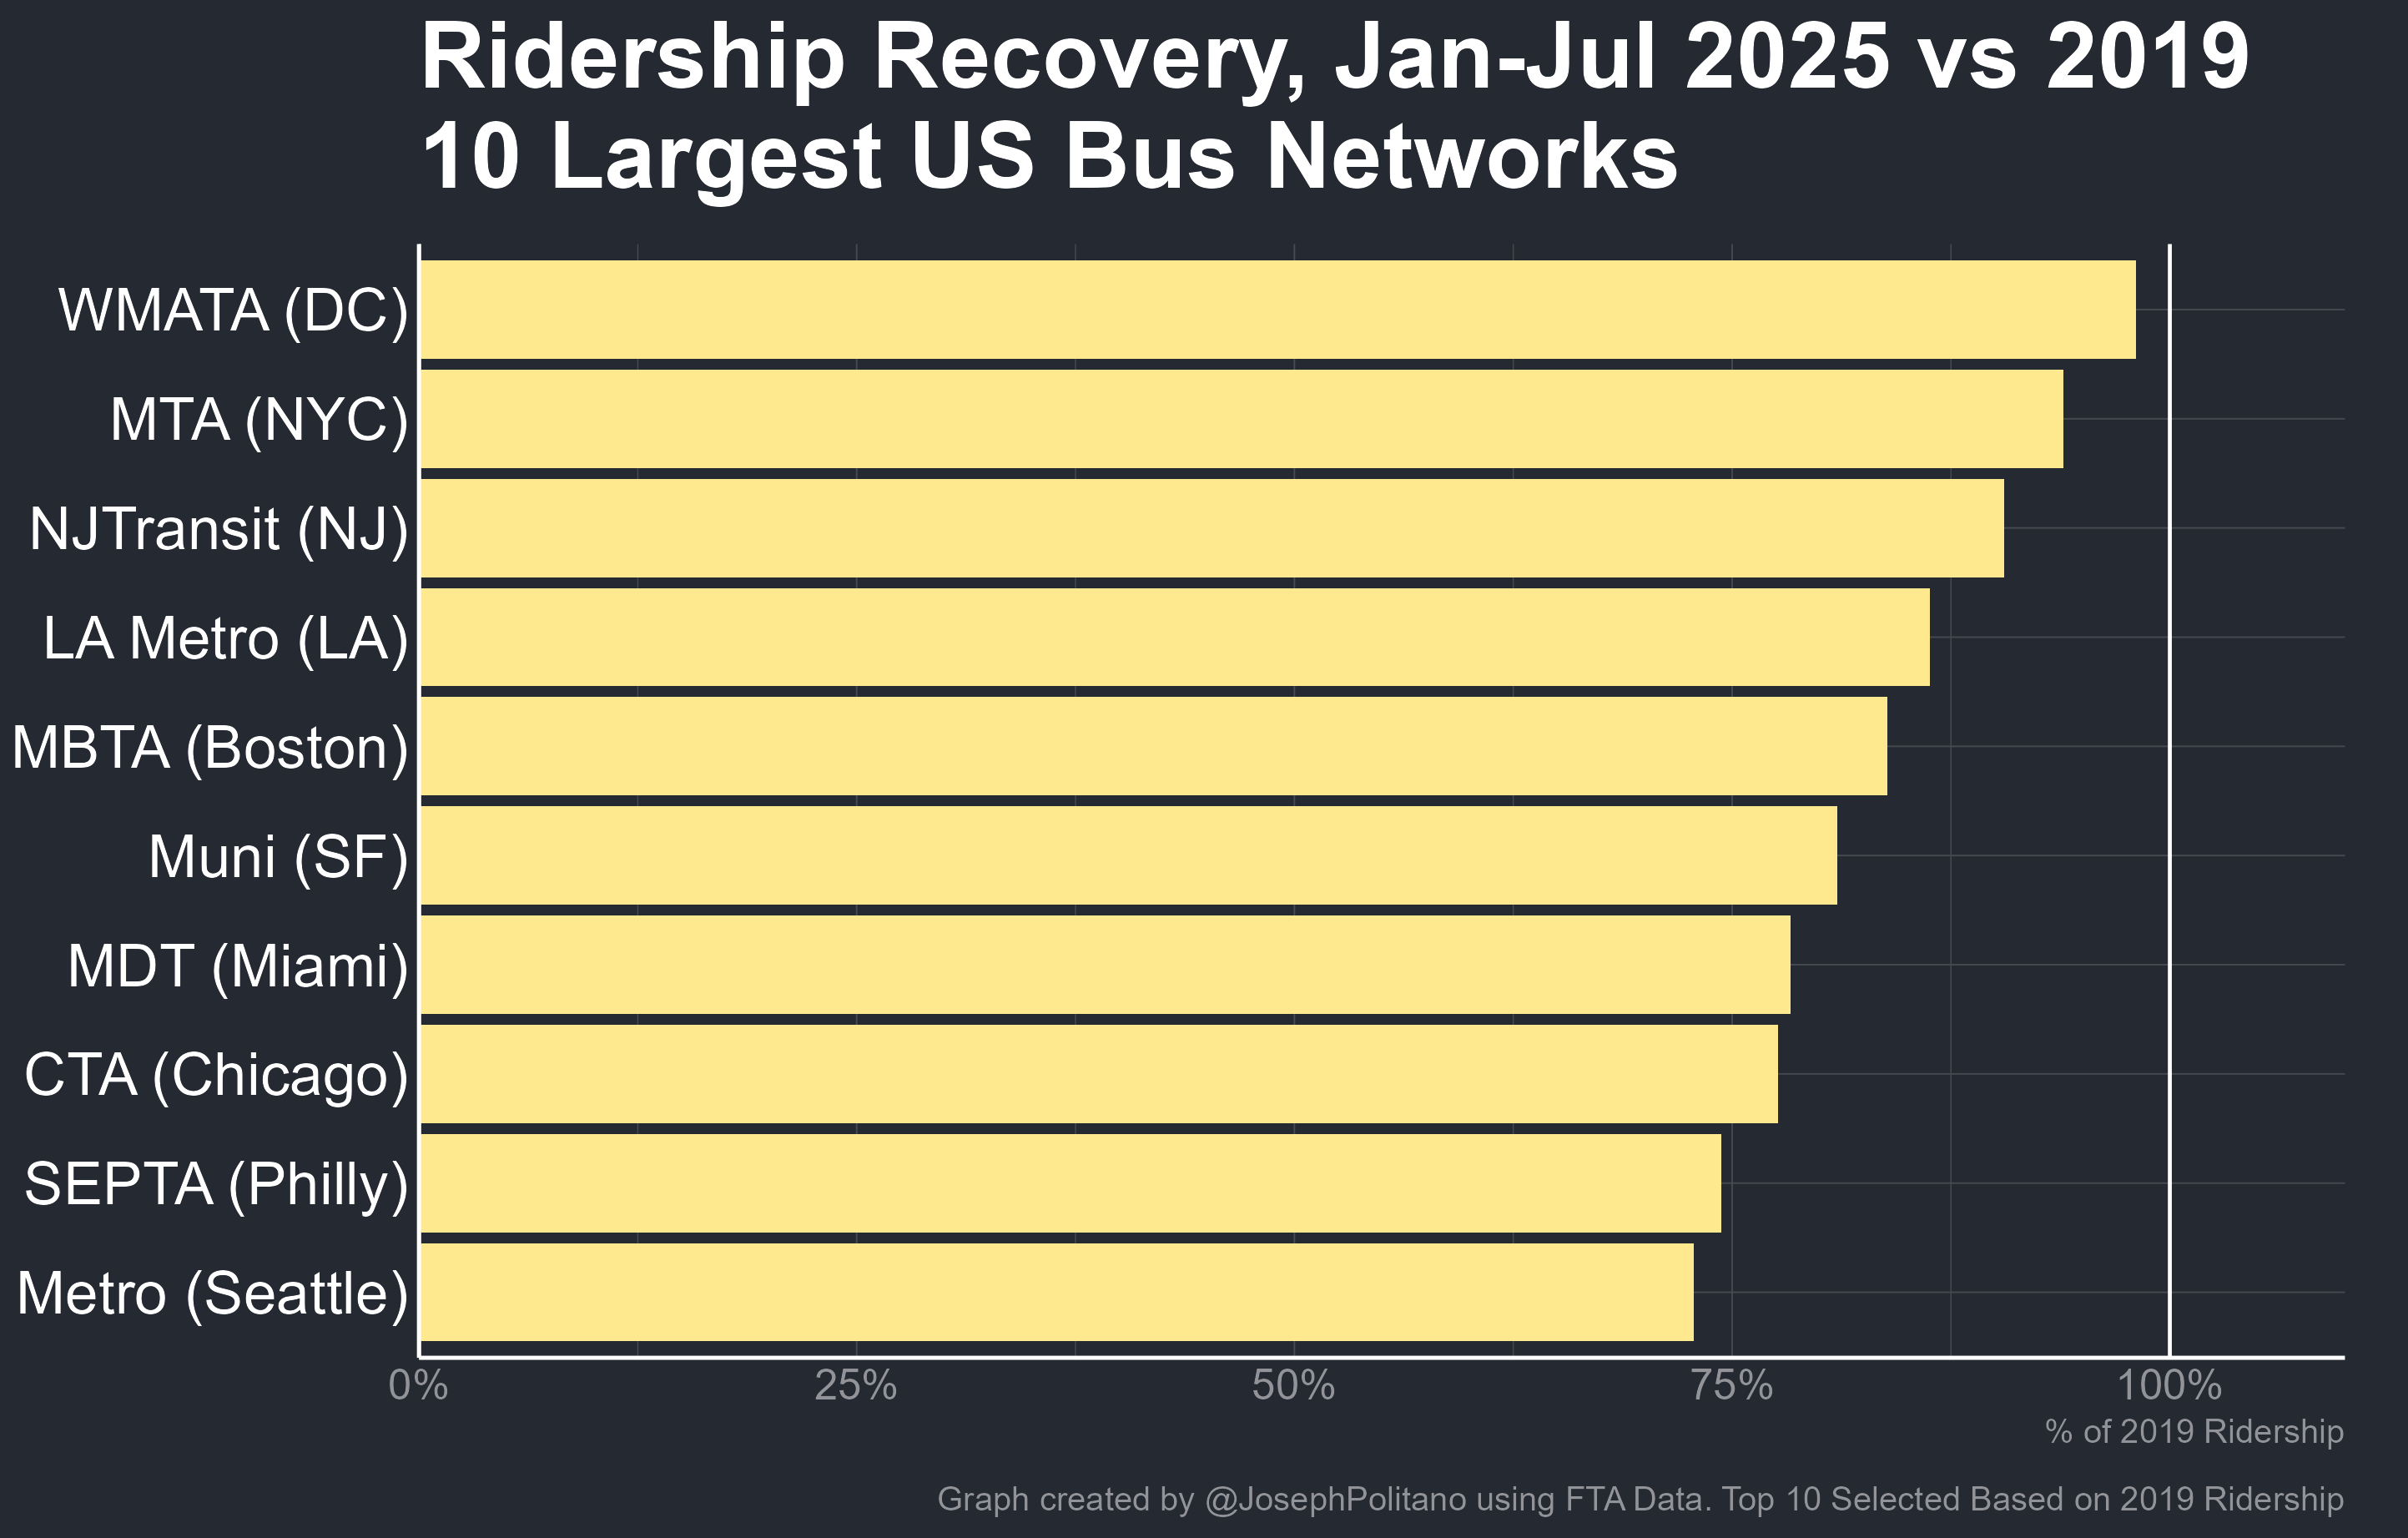 Ridership Recovery, Jan-Jul 2025 vs 2019
10 Largest US Bus Networks
WMATA (DC)
MTA (NYC)
NJTransit (NJ)
LA Metro (LA)
MBTA (Boston)
Muni (SF)
MDT (Miami)
CTA (Chicago)
SEPTA (Philly)
Metro (Seattle)
0% 25% 50% 75% 100%
% of 2019 Ridership
Graph created by @JosephPolitano using FTA Data. Top 10 Selected Based on 2019 Ridership